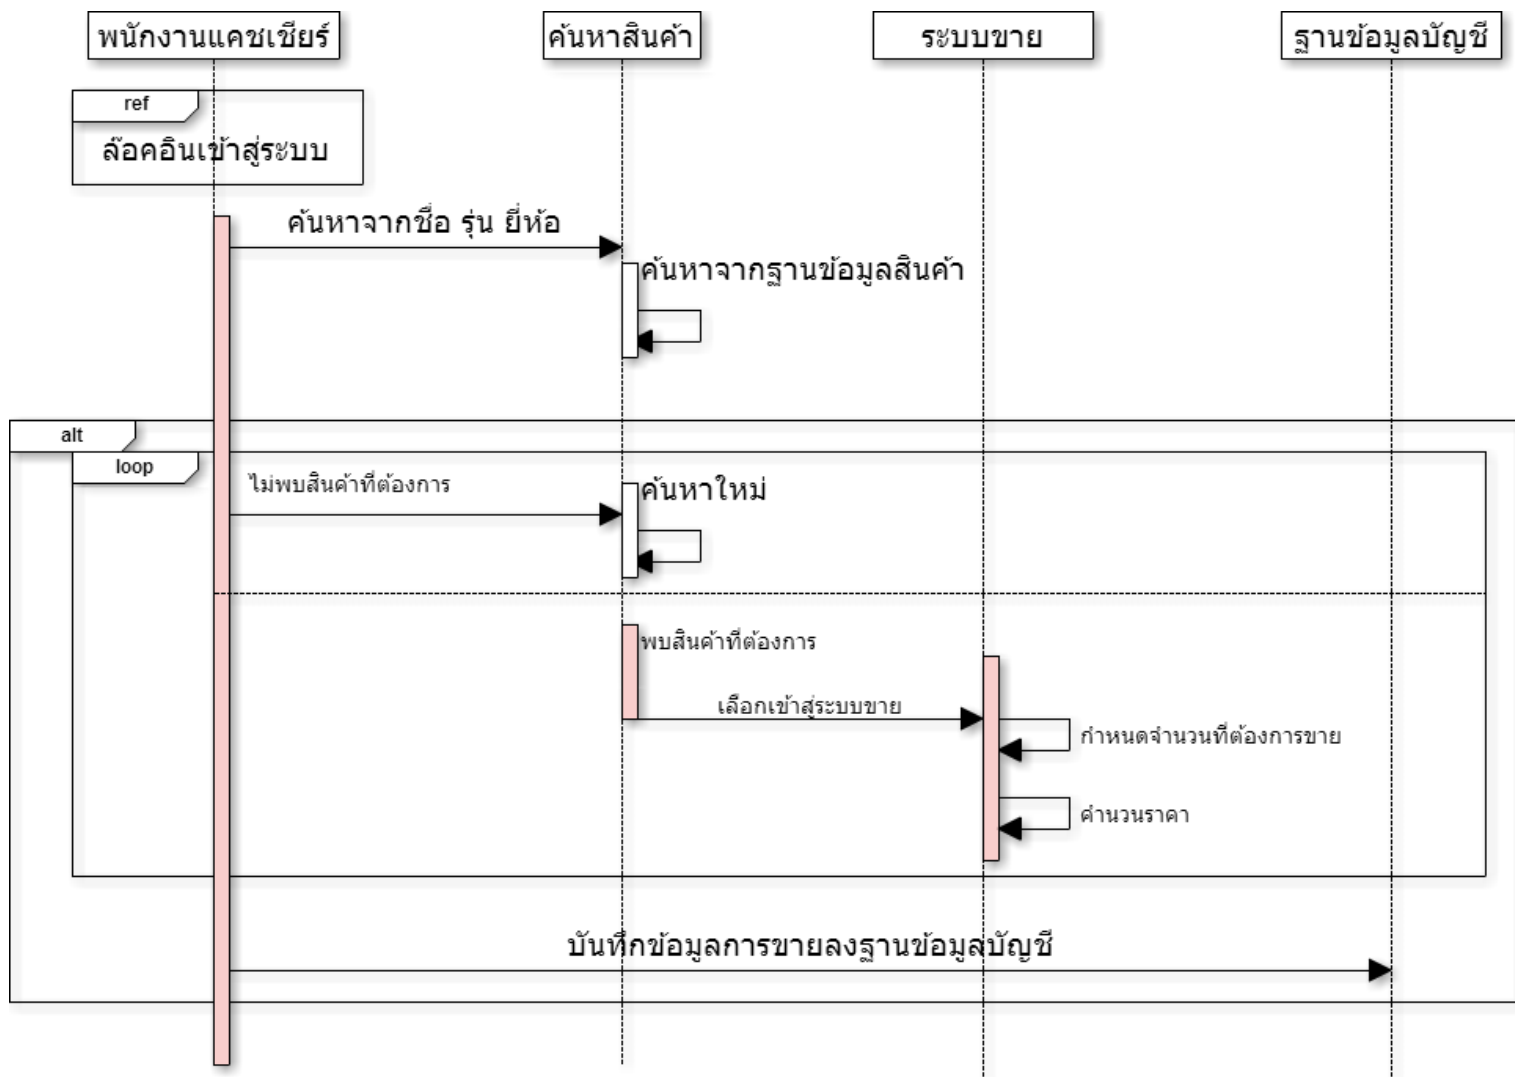 พนักงานแคชเชียร์
ค้นหาสินค้า
ระบบขาย
ฐานข้อมูลบัญชี
ref
ล๊อคอินเข้าสู่ระบบ
ค้นหาจากชื่อ รุ่น ยี่ห้อ
ค้นหาจากฐานข้อมูลสินค้า
alt
loop
ไม่พบสินค้าที่ต้องการ
ค้นหาใหม่
พบสินค้าที่ต้องการ
เลือกเข้าสู่ระบบขาย
กำหนดจำนวนที่ต้องการขาย
คำนวนราคา
บันทึกข้อมูลการขายลงฐานข้อมูลบัญชี